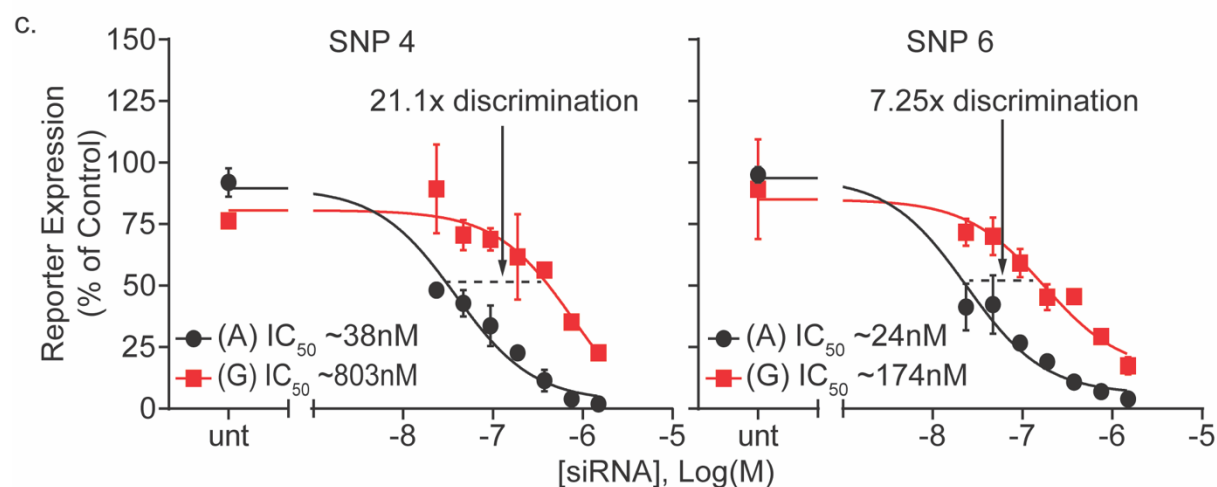 c.
SNP 4
SNP 6
150
125
100
75
50
25
0
Reporter Expression
(% of Control)
21.1x discrimination
7.25x discrimination
(A) IC50 ~38nM
(G) IC50 ~803nM
(A) IC50 ~24nM
(G) IC50 ~174nM
unt -8 -7 -6 -5
unt -8 -7 -6 -5
[siRNA], Log(M)